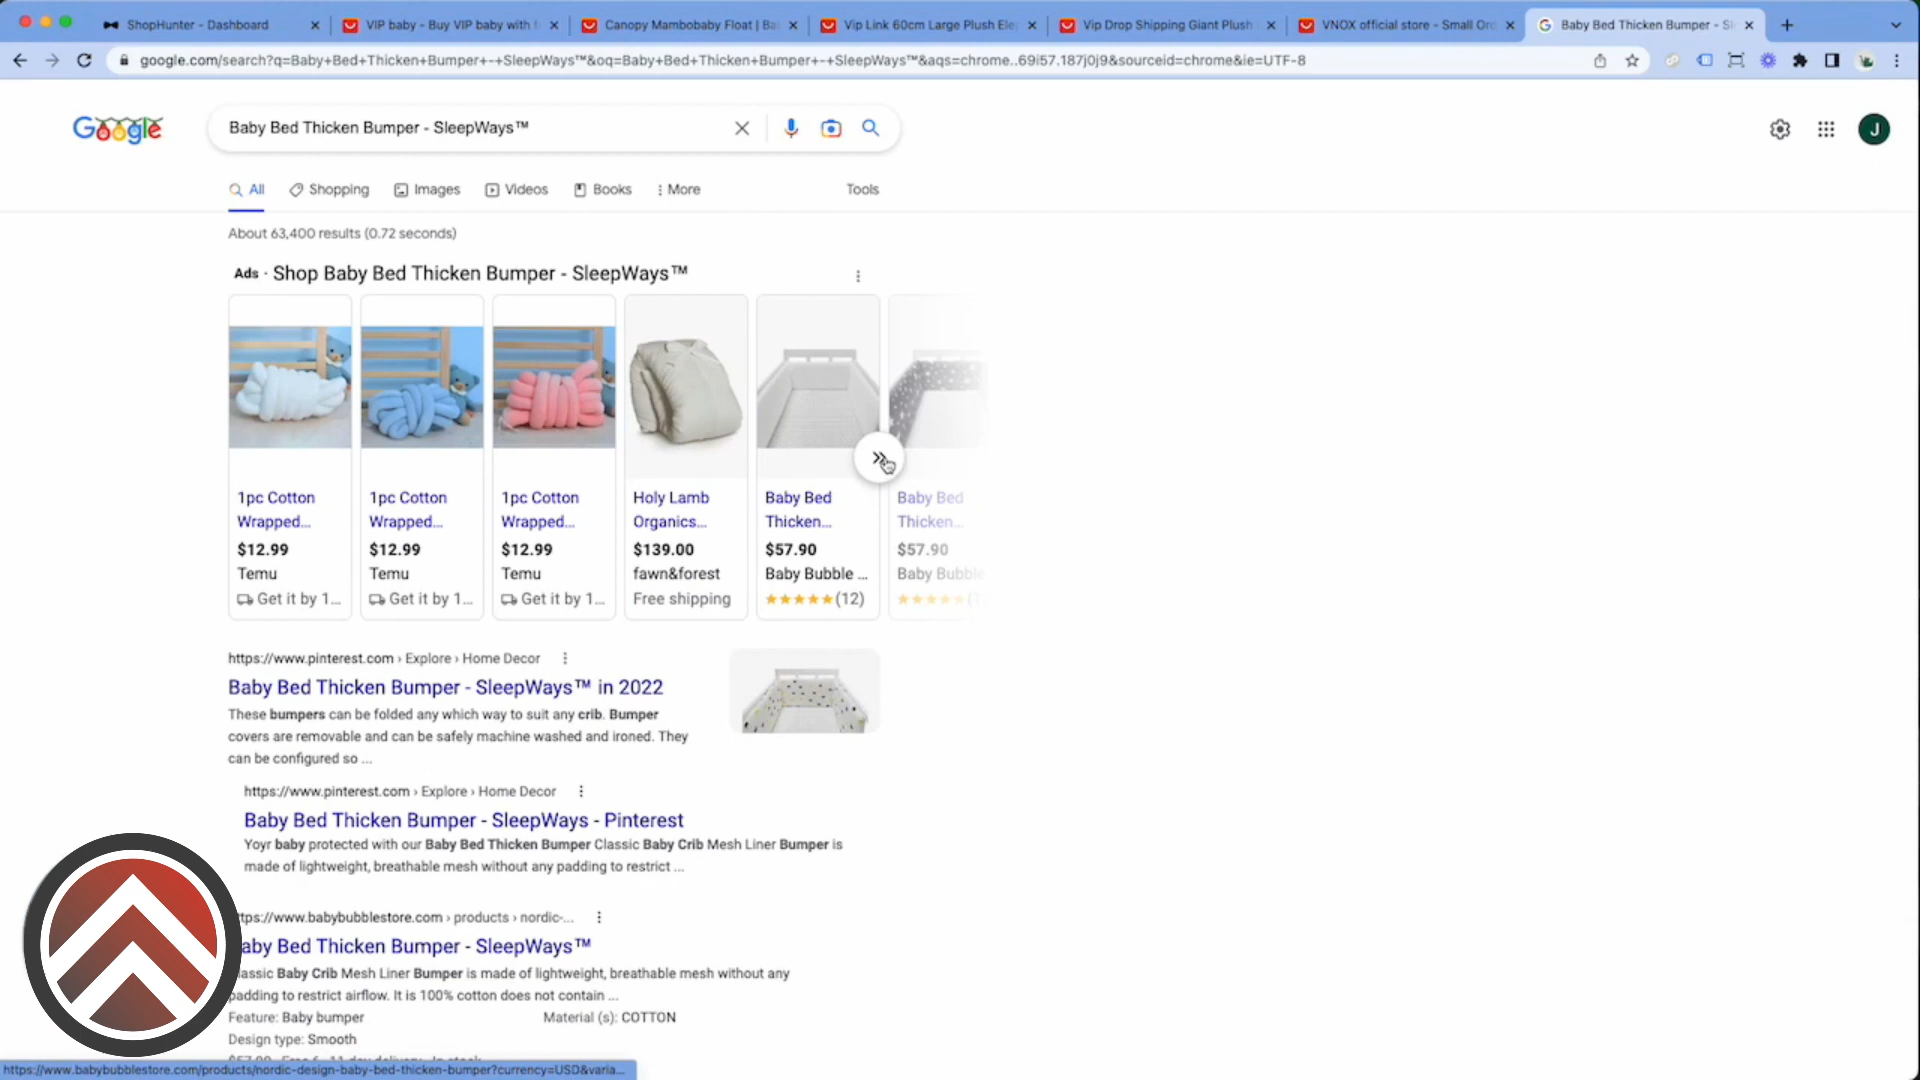 ShopHunter - Dashboard
VIP baby - Buy VIP baby with f
Canopy Mambobaby Float | Ba
Vip Link 60cm Large Plush Ele
Vip Drop Shipping Giant Plush
VNOX official store - Small Orc
Baby Bed Thicken Bumper - Sl
google.com/search?q=Baby+Bed+Thicken+Bumper+-+SleepWays™&oq=Baby+Bed+Thicken+Bumper+-+SleepWays™&aqs=chrome..69i57.187j0j9&sourceid=chrome&ie=UTF-8
Google
Baby Bed Thicken Bumper - SleepWays™
J
All Shopping Images Videos Books More Tools
About 63,400 results (0.72 seconds)
Ads · Shop Baby Bed Thicken Bumper - SleepWays™
1pc Cotton
Wrapped...
$12.99
Temu
Get it by 1...
1pc Cotton
Wrapped...
$12.99
Temu
Get it by 1...
1pc Cotton
Wrapped...
$12.99
Temu
Get it by 1...
Holy Lamb
Organics...
$139.00
fawn&forest
Free shipping
Baby Bed
Thicken...
$57.90
Baby Bubble ...
(12)
Baby Bed
Thicken...
$57.90
Baby Bubble
https://www.pinterest.com › Explore › Home Decor
Baby Bed Thicken Bumper - SleepWays™ in 2022
These bumpers can be folded any which way to suit any crib. Bumper
covers are removable and can be safely machine washed and ironed. They
can be configured so ...
https://www.pinterest.com › Explore › Home Decor
Baby Bed Thicken Bumper - SleepWays - Pinterest
Yoyr baby protected with our Baby Bed Thicken Bumper Classic Baby Crib Mesh Liner Bumper is
made of lightweight, breathable mesh without any padding to restrict ...
ttps://www.babybubblestore.com › products › nordic-...
aby Bed Thicken Bumper - SleepWays™
lassic Baby Crib Mesh Liner Bumper is made of lightweight, breathable mesh without any
padding to restrict airflow. It is 100% cotton does not contain ...
Feature: Baby bumper Material (s): COTTON
Design type: Smooth
https://www.babybubblestore.com/products/nordic-design-baby-bed-thicken-bumper?currency=USD&varia...